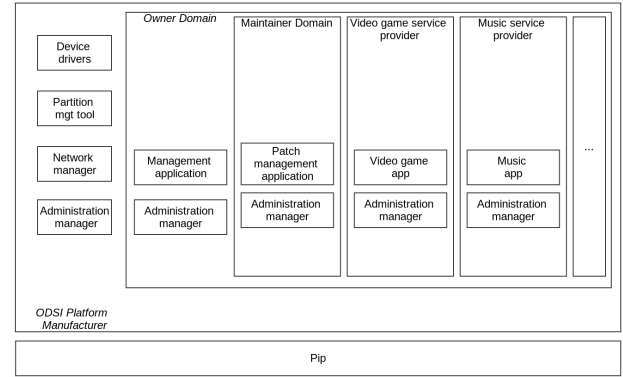 Owner Domain
Maintainer Domain
Video game service
provider
Music service
provider
Device
drivers
Partition
mgt tool
Network
manager
Administration
manager
Management
application
Administration
manager
Patch
management
application
Administration
manager
Video game
app
Administration
manager
Music
app
Administration
manager
...
ODSI Platform
Manufacturer
Pip